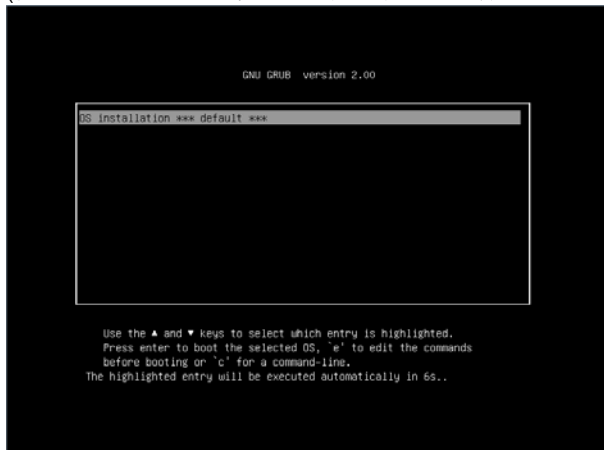 GNU GRUB version 2.00
OS installation *** default ***
Use the ▲ and ▼ keys to select which entry is highlighted.
Press enter to boot the selected OS, `e' to edit the commands
before booting or `c' for a command-line.
The highlighted entry will be executed automatically in 6s..